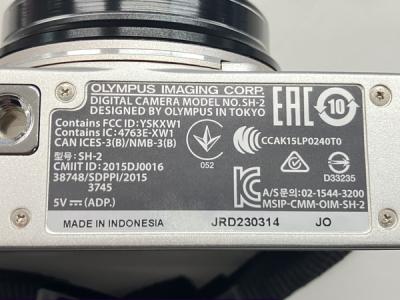 OLYMPUS IMAGING CORP.
DIGITAL CAMERA MODEL NO. SH-2
DESIGNED BY OLYMPUS IN TOKYO
EAC
10
Contains FCC ID: YSKXW1
Contains IC: 4763E-XW1
CAN ICES-3(B)/NMB-3(B)
052
CCC
CCAK15LP0240T0
型号: SH-2
CMIIT ID: 2015DJ0016
38748/SDPPI/2015
3745
D33235
A/S문의: 02-1544-3200
MSIP-CMM-OIM-SH-2
5V⎓(ADP.)
MADE IN INDONESIA
JRD230314
JO